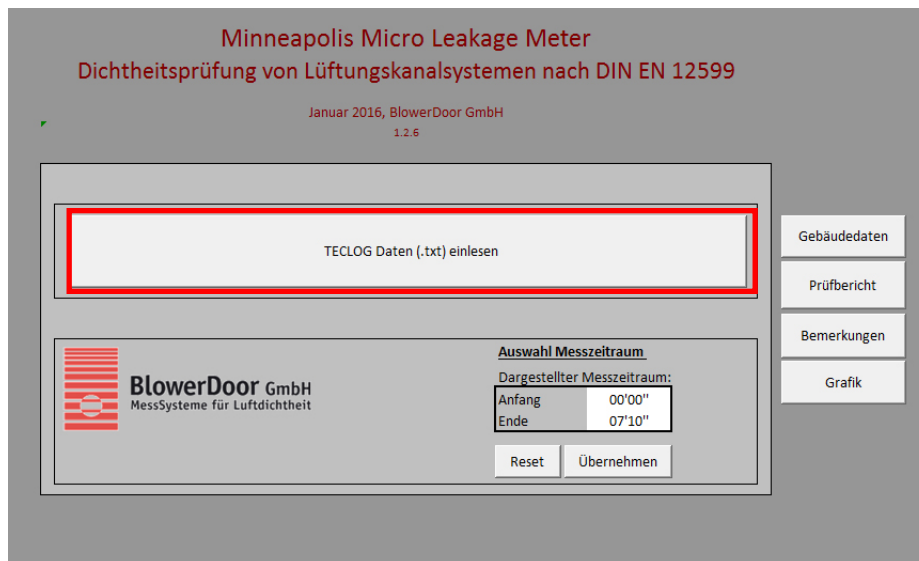 Minneapolis Micro Leakage Meter
Dichtheitsprüfung von Lüftungskanalsystemen nach DIN EN 12599
Januar 2016, BlowerDoor GmbH
1.2.6
TECLOG Daten (.txt) einlesen
Gebäudedaten
Prüfbericht
Bemerkungen
Grafik
BlowerDoor GmbH
MessSysteme für Luftdichtheit
Auswahl Messzeitraum
Dargestellter Messzeitraum:
Anfang 00'00"
Ende 07'10"
Reset Übernehmen